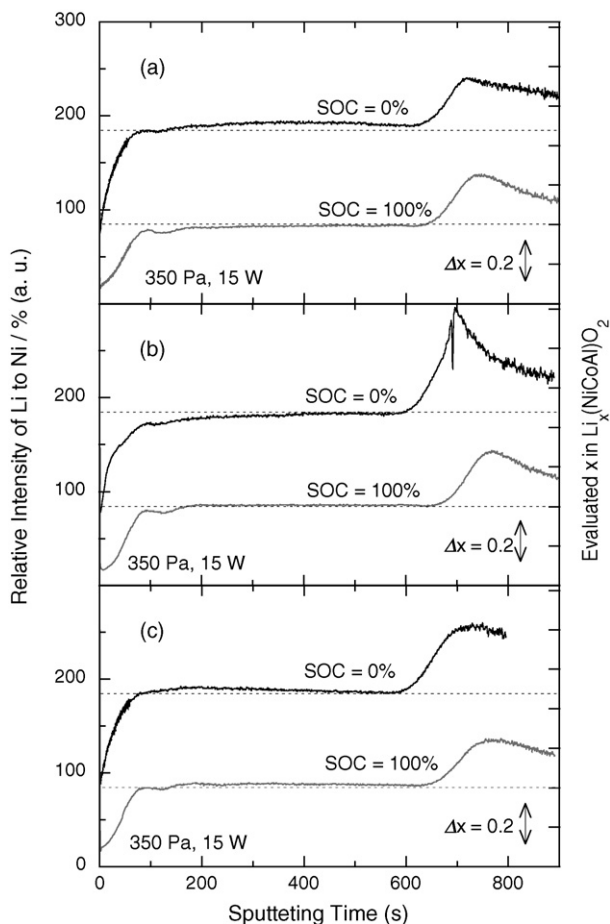 300
(a)
SOC = 0%
200
SOC = 100%
100
Δx = 0.2
350 Pa, 15 W
(b)
200
SOC = 0%
SOC = 100%
100
Δx = 0.2
350 Pa, 15 W
(c)
SOC = 0%
200
SOC = 100%
100
Δx = 0.2
350 Pa, 15 W
0
0 200 400 600 800
Sputteting Time (s)
Relative Intensity of Li to Ni / % (a. u.)
Evaluated x in Liₓ(NiCoAl)O₂